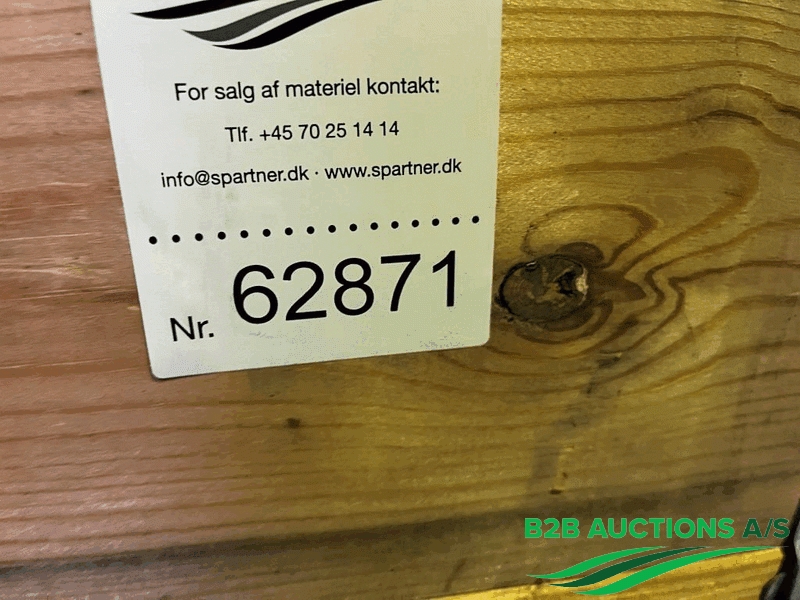 For salg af materiel kontakt:
Tlf. +45 70 25 14 14
info@spartner.dk · www.spartner.dk
Nr. 62871
B2B AUCTIONS A/S